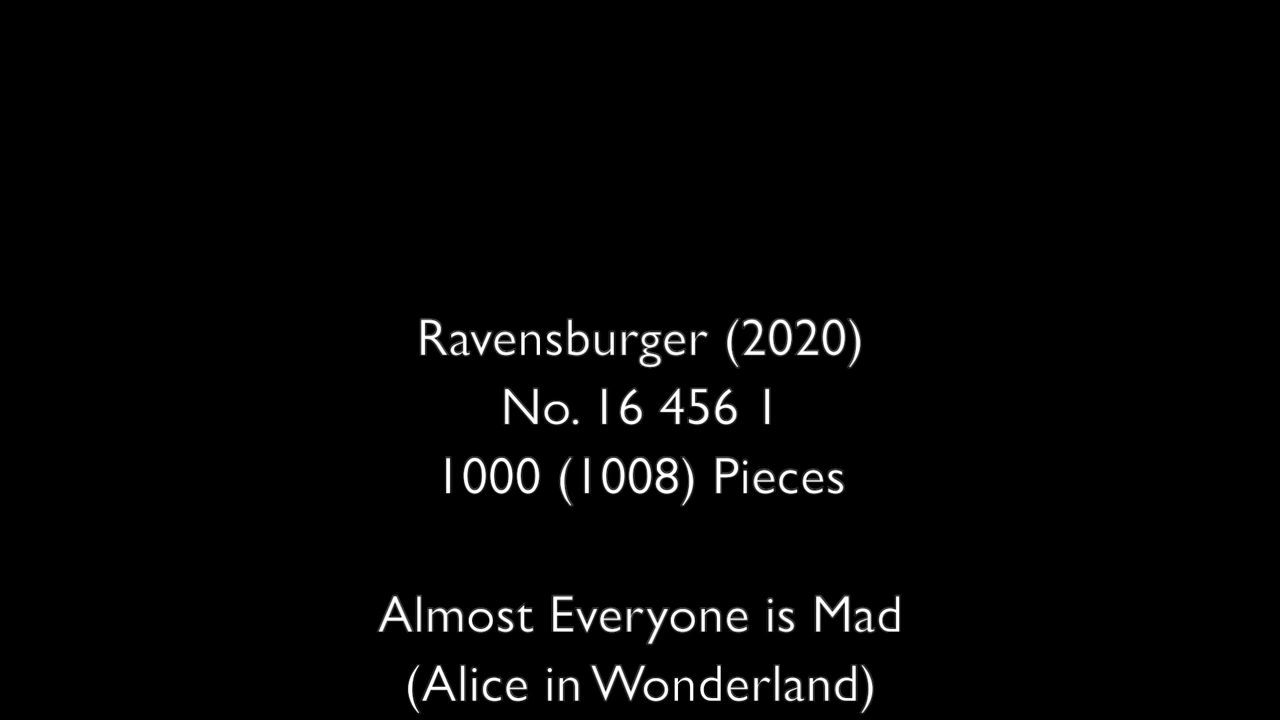 Ravensburger (2020)
No. 16 456 1
1000 (1008) Pieces
Almost Everyone is Mad
(Alice in Wonderland)